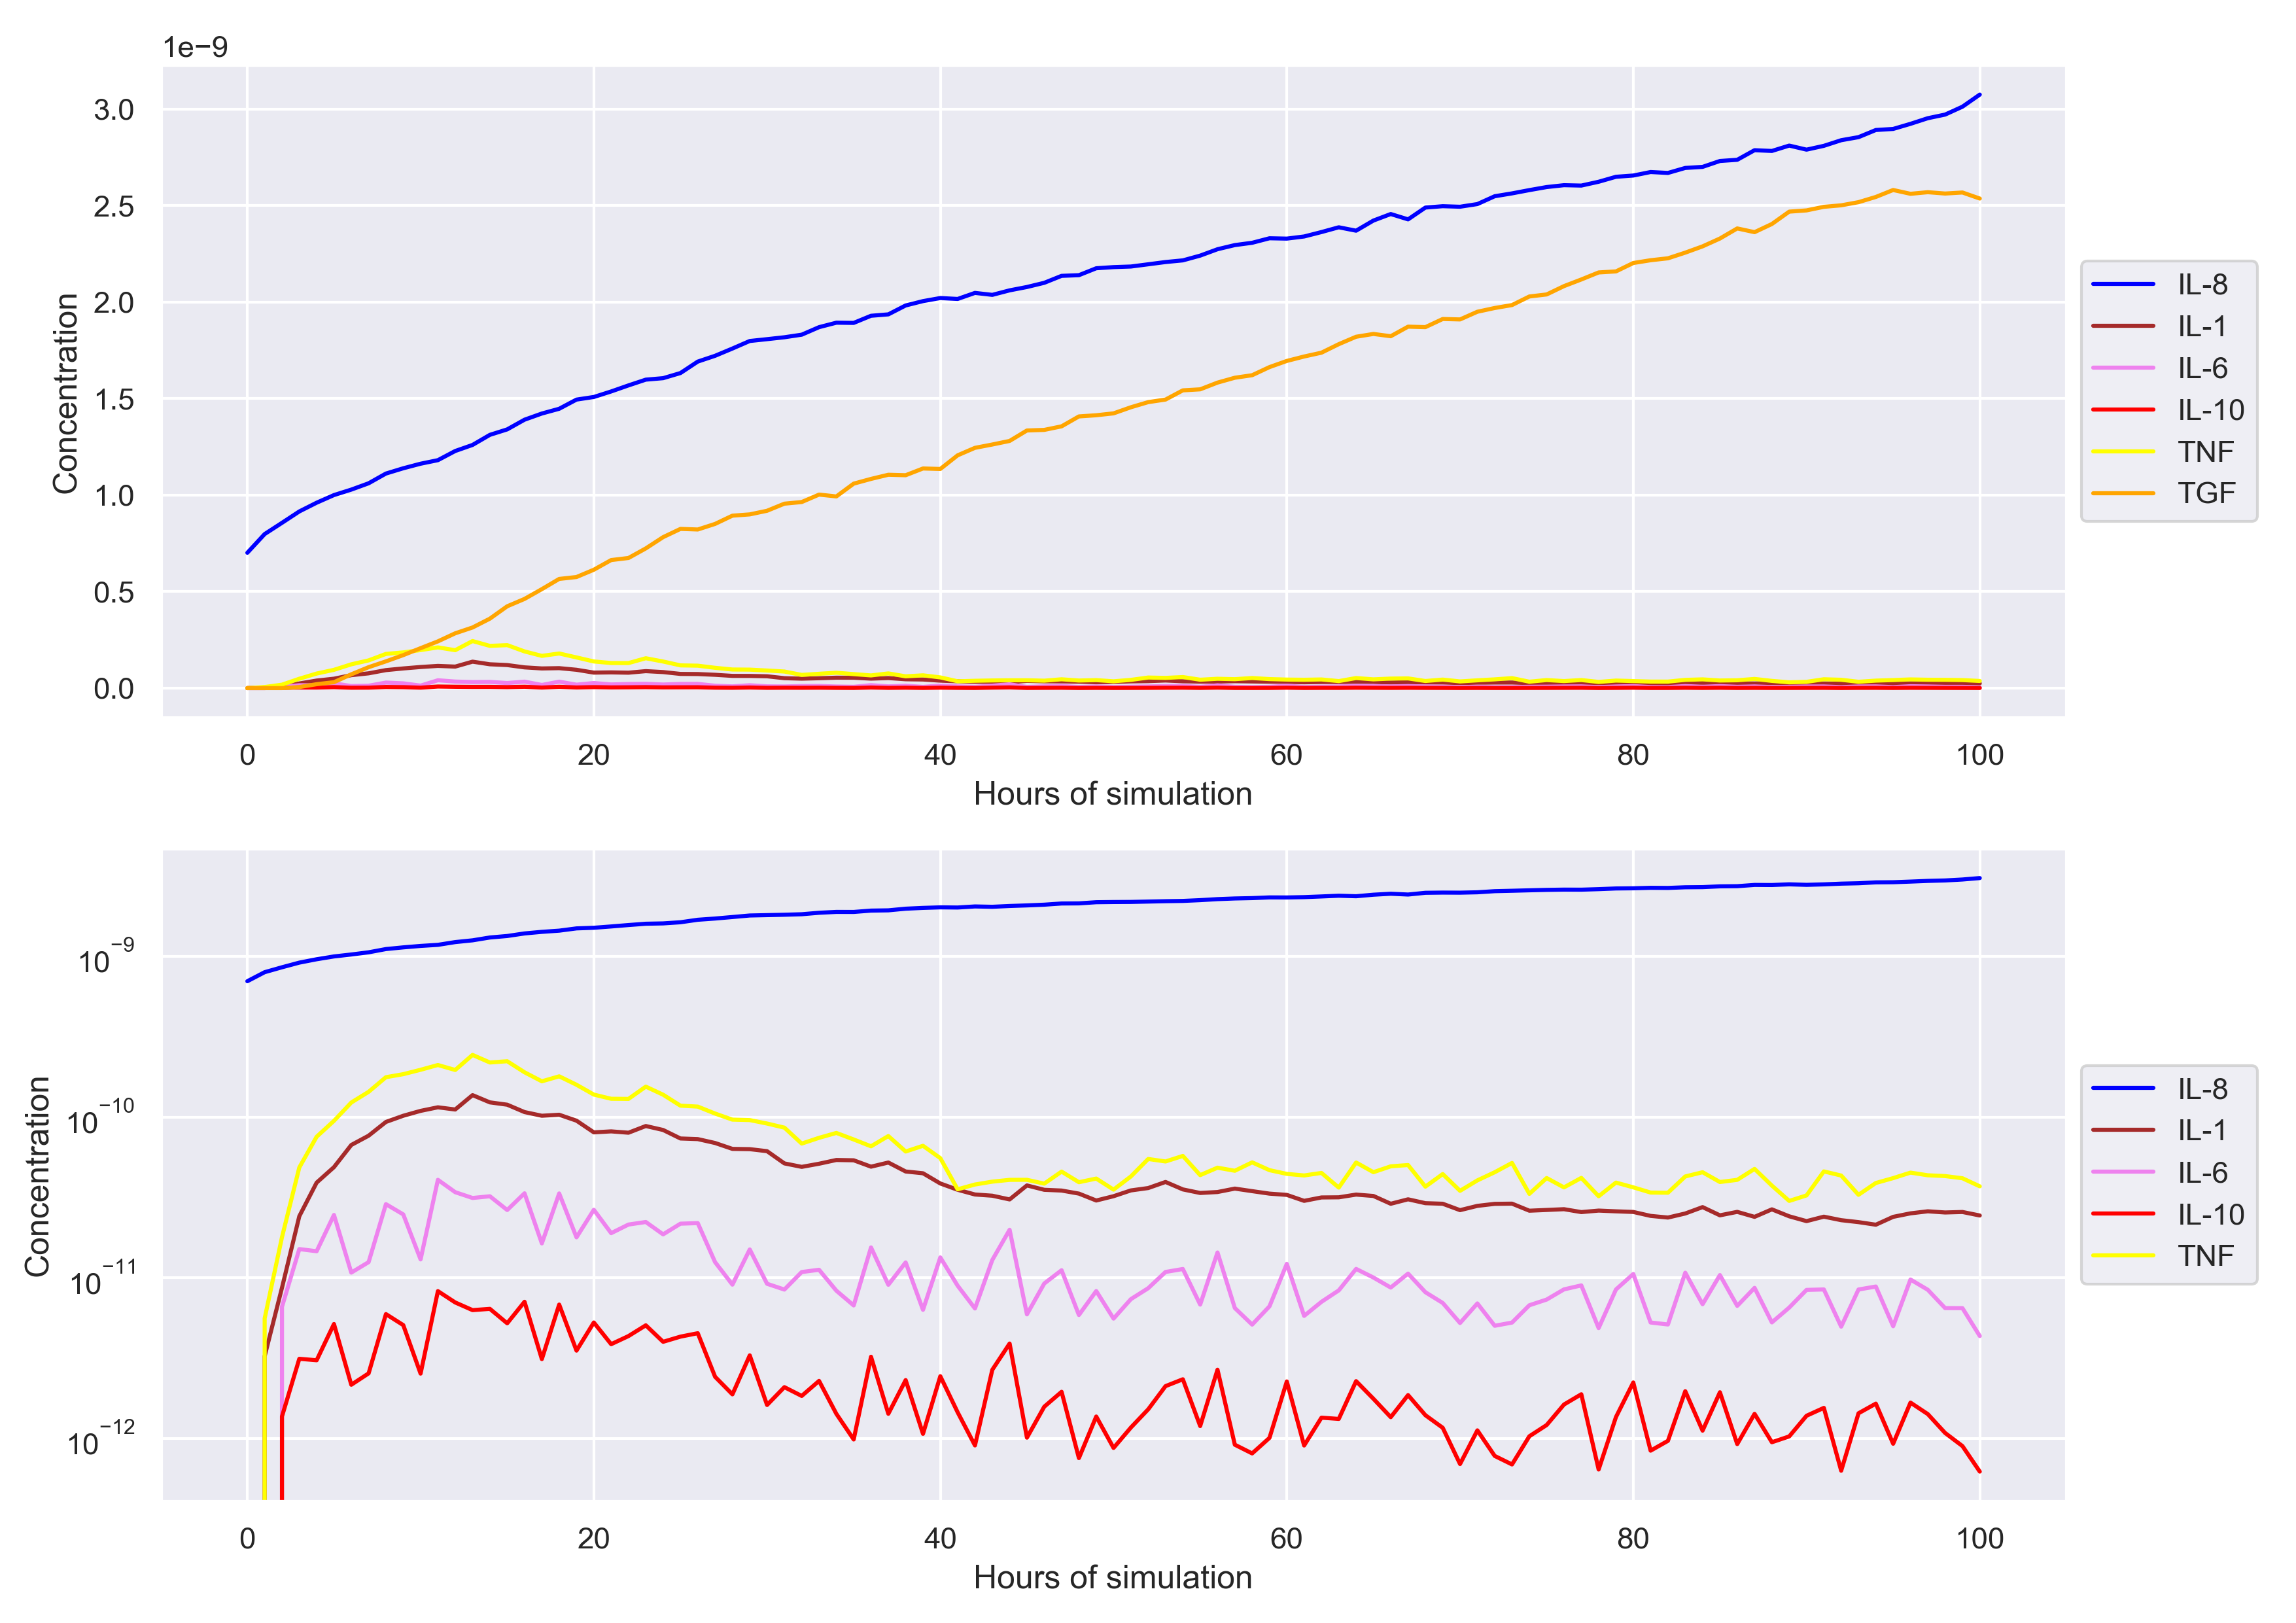 1e−9
3.0
2.5
2.0
1.5
1.0
0.5
0.0
Concentration
0 20 40 60 80 100
Hours of simulation
IL-8
IL-1
IL-6
IL-10
TNF
TGF
10⁻⁹
10⁻¹⁰
10⁻¹¹
10⁻¹²
Concentration
0 20 40 60 80 100
Hours of simulation
IL-8
IL-1
IL-6
IL-10
TNF